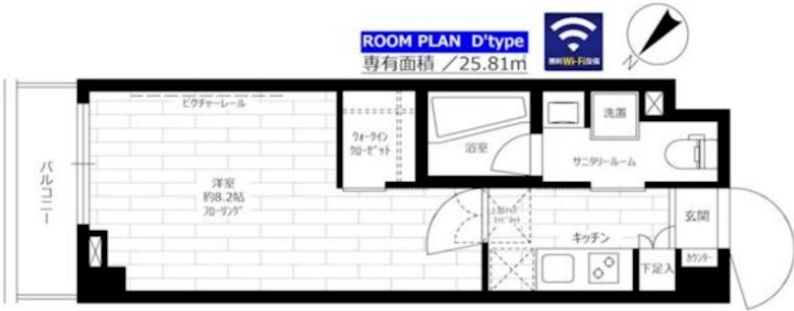 ROOM PLAN D'type
専有面積 ／25.81㎡
無料Wi-Fi設備
N
ピクチャーレール
ウォークイン
クローゼット
浴室
洗濯
サニタリールーム
バルコニー
洋室
約8.2帖
フローリング
玄関
キッチン
下足入
カウンター